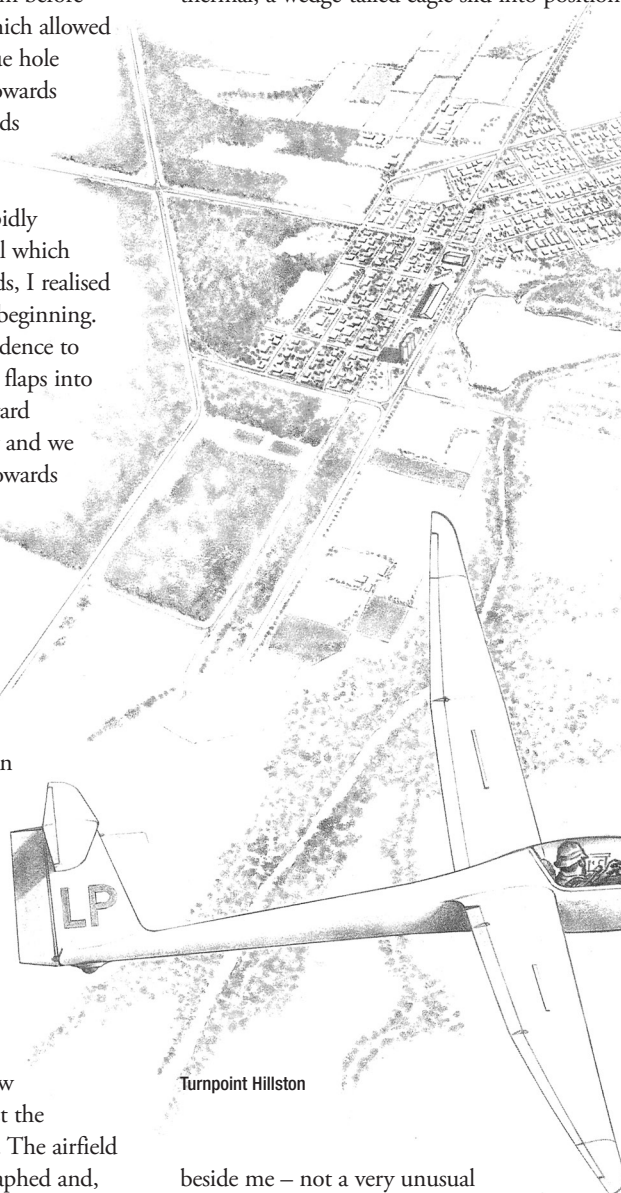 m before
hich allowed
ue hole
owards
ds
pidly
l which
ds, I realised
beginning.
dence to
flaps into
ard
and we
owards
n
w
t the
The airfield
aphed and,
thermal, a wedge-tailed eagle slid into position
LP
Turnpoint Hillston
beside me – not a very unusual